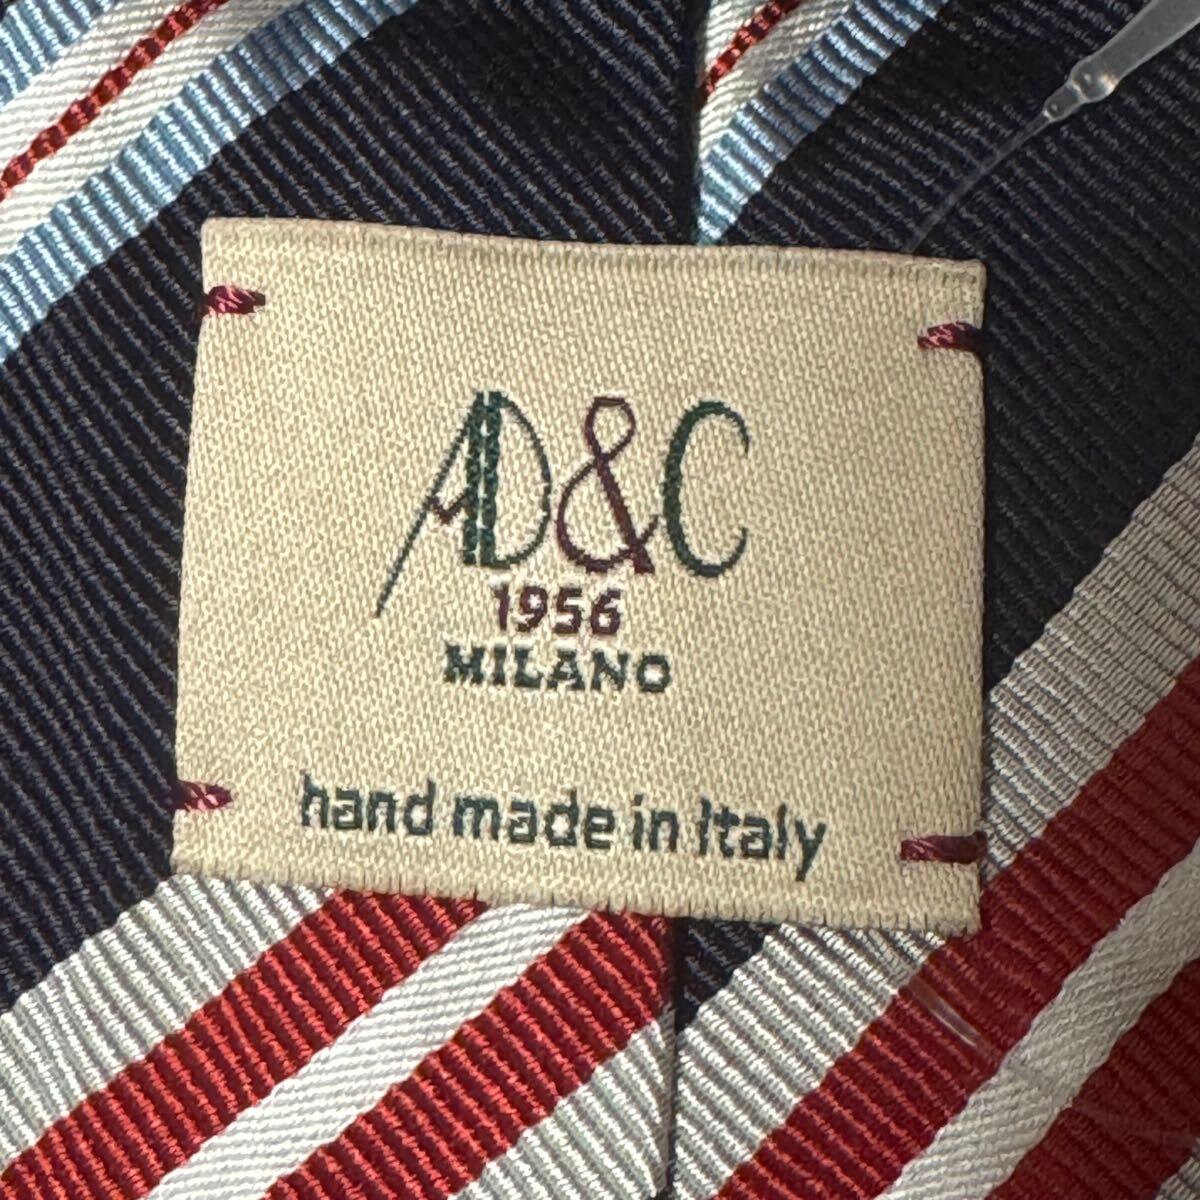 AD&C
1956
MILANO
hand made in Italy